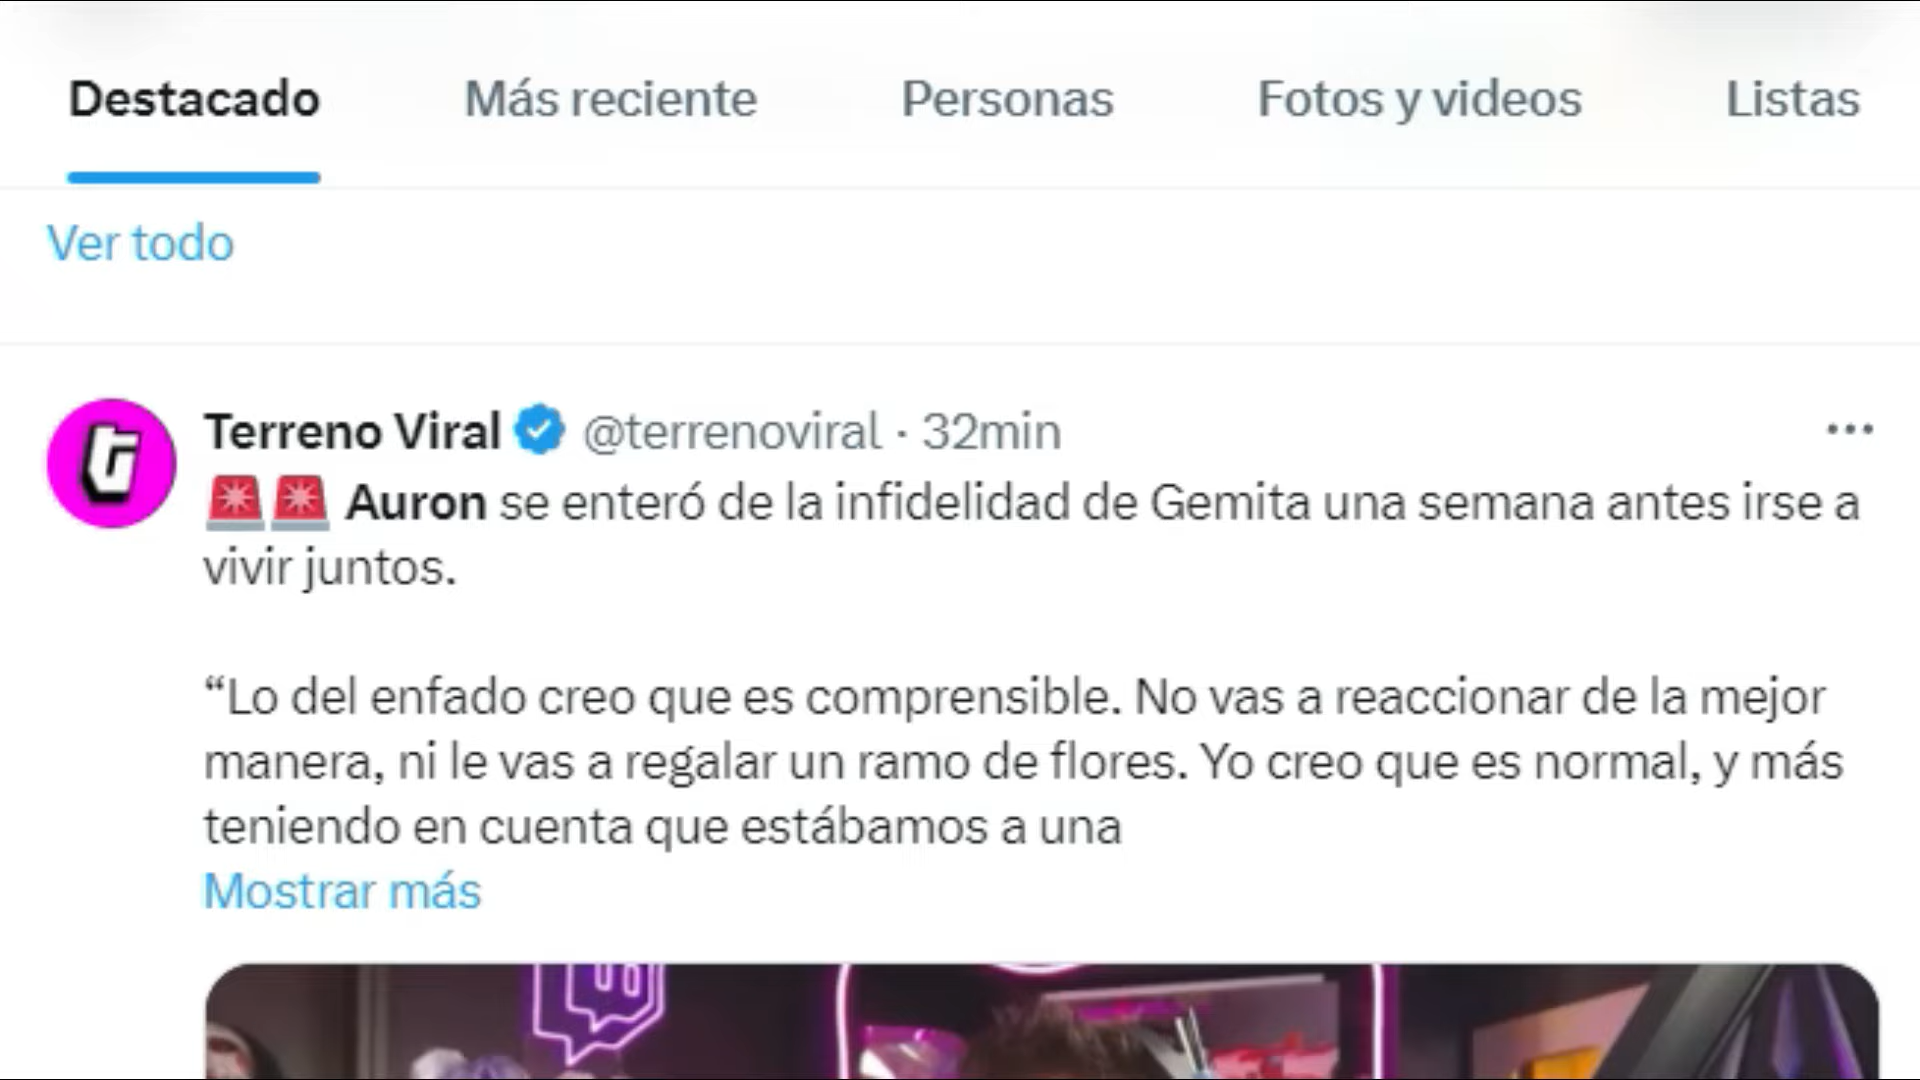 Destacado Más reciente Personas Fotos y videos Listas
Ver todo
Terreno Viral @terrenoviral · 32min
🚨🚨 Auron se enteró de la infidelidad de Gemita una semana antes irse a
vivir juntos.
“Lo del enfado creo que es comprensible. No vas a reaccionar de la mejor
manera, ni le vas a regalar un ramo de flores. Yo creo que es normal, y más
teniendo en cuenta que estábamos a una
Mostrar más